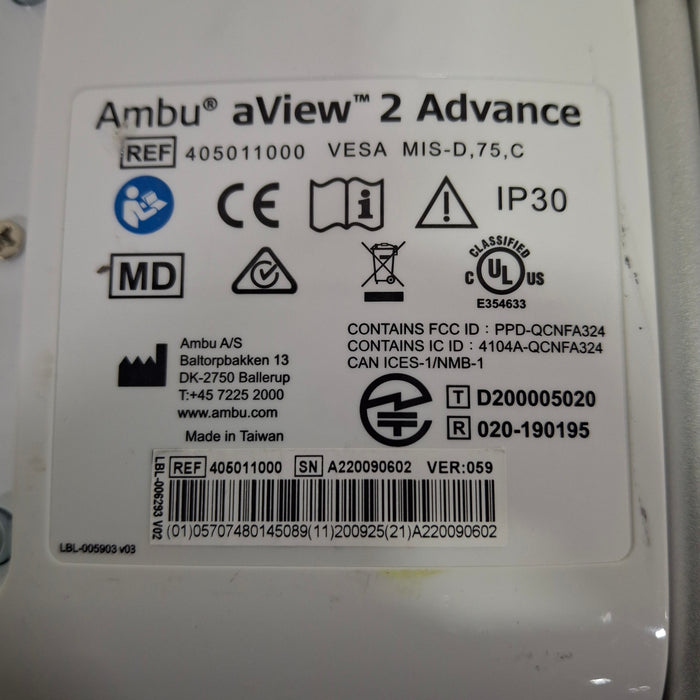 Ambu® aView™ 2 Advance
REF 405011000 VESA MIS-D,75,C
CE i IP30
MD
CLASSIFIED
C UL US
E354633
Ambu A/S
Baltorpbakken 13
DK-2750 Ballerup
T:+45 7225 2000
www.ambu.com
Made in Taiwan
CONTAINS FCC ID : PPD-QCNFA324
CONTAINS IC ID : 4104A-QCNFA324
CAN ICES-1/NMB-1
T D200005020
R 020-190195
LBL-006293 V02
REF 405011000 SN A220090602 VER:059
(01)05707480145089(11)200925(21)A220090602
LBL-005903 v03